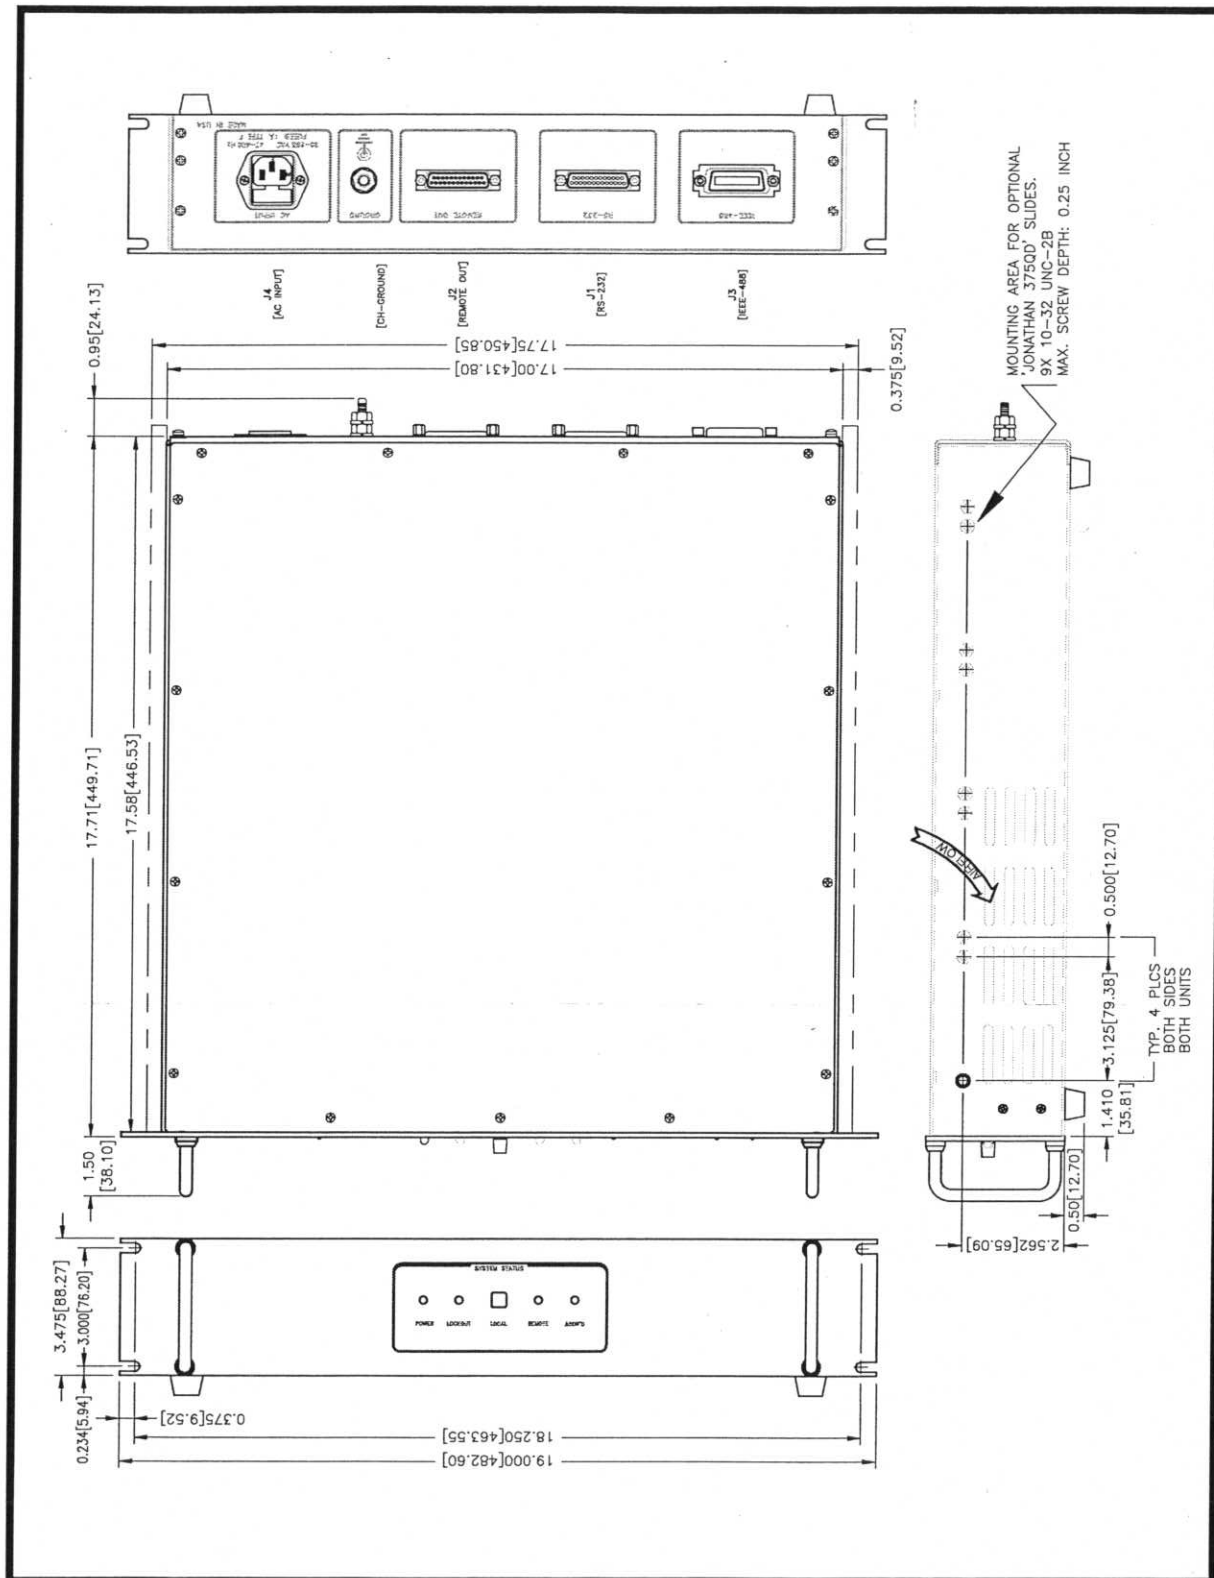 MADE IN USA
FUSED 1A TYPE F
47-400 Hz
AC INPUT
GROUND
REMOTE OUT
RS-232
IEEE-488
J4
[AC INPUT]
[CH-GROUND]
J2
[REMOTE OUT]
J1
[RS-232]
J3
[IEEE-488]
MOUNTING AREA FOR OPTIONAL
'JONATHAN 375QD' SLIDES.
9X 10-32 UNC-2B
MAX. SCREW DEPTH: 0.25 INCH
0.95[24.13]
17.75[450.85]
17.00[431.80]
0.375[9.52]
17.71[449.71]
17.58[446.53]
1.50
[38.10]
AIRFLOW
0.500[12.70]
3.125[79.38]
TYP. 4 PLCS
BOTH SIDES
BOTH UNITS
1.410
[35.81]
0.50[12.70]
2.562[65.09]
3.475[88.27]
3.000[76.20]
0.234[5.94]
0.375[9.52]
18.250[463.55]
19.000[482.60]
STATUS
POWER
LOCKOUT
LOCAL
REMOTE